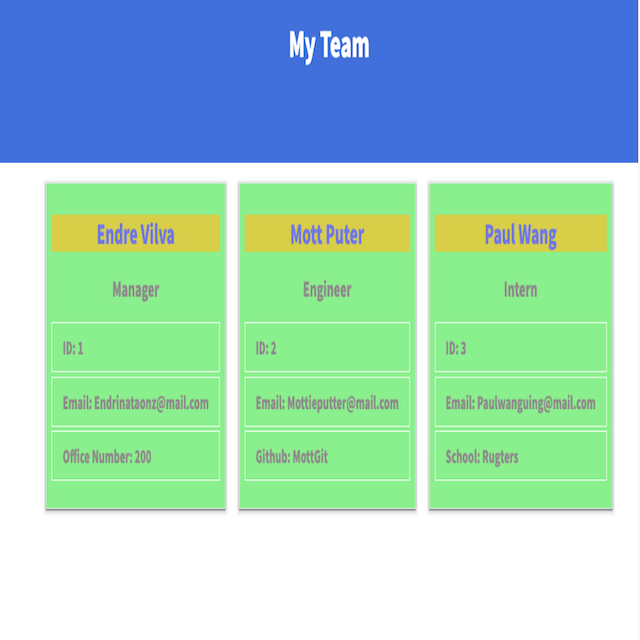 My Team
Endre Vilva
Manager
ID: 1
Email: Endrinataonz@mail.com
Office Number: 200
Mott Puter
Engineer
ID: 2
Email: Mottieputter@mail.com
Github: MottGit
Paul Wang
Intern
ID: 3
Email: Paulwanguing@mail.com
School: Rugters